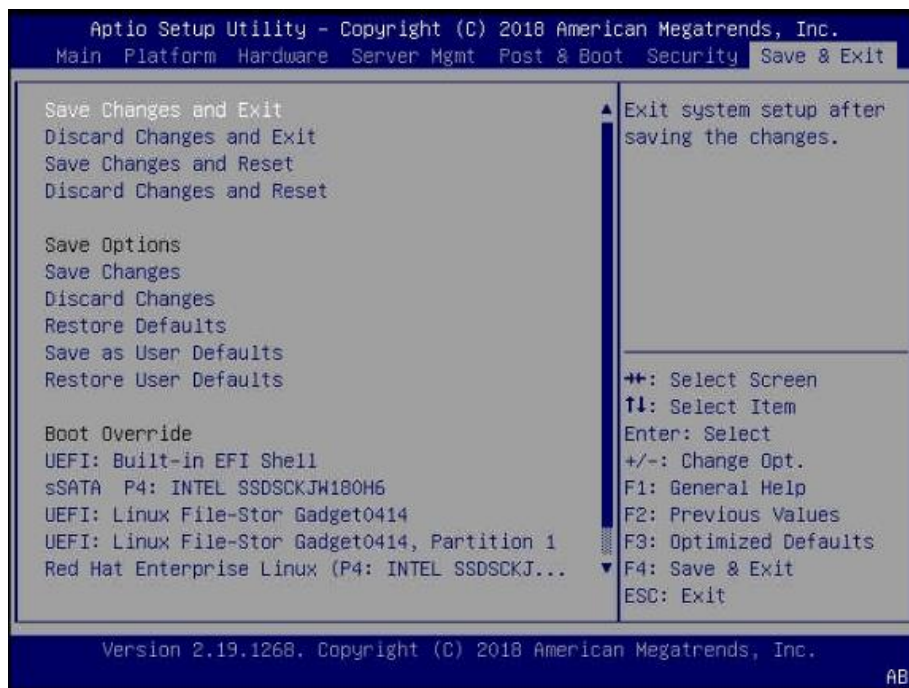 Aptio Setup Utility – Copyright (C) 2018 American Megatrends, Inc.
Main Platform Hardware Server Mgmt Post & Boot Security Save & Exit
Save Changes and Exit
Discard Changes and Exit
Save Changes and Reset
Discard Changes and Reset
Save Options
Save Changes
Discard Changes
Restore Defaults
Save as User Defaults
Restore User Defaults
Boot Override
UEFI: Built-in EFI Shell
sSATA P4: INTEL SSDSCKJW180H6
UEFI: Linux File-Stor Gadget0414
UEFI: Linux File-Stor Gadget0414, Partition 1
Red Hat Enterprise Linux (P4: INTEL SSDSCKJ...
Exit system setup after
saving the changes.
→←: Select Screen
↑↓: Select Item
Enter: Select
+/-: Change Opt.
F1: General Help
F2: Previous Values
F3: Optimized Defaults
F4: Save & Exit
ESC: Exit
Version 2.19.1268. Copyright (C) 2018 American Megatrends, Inc.
AB